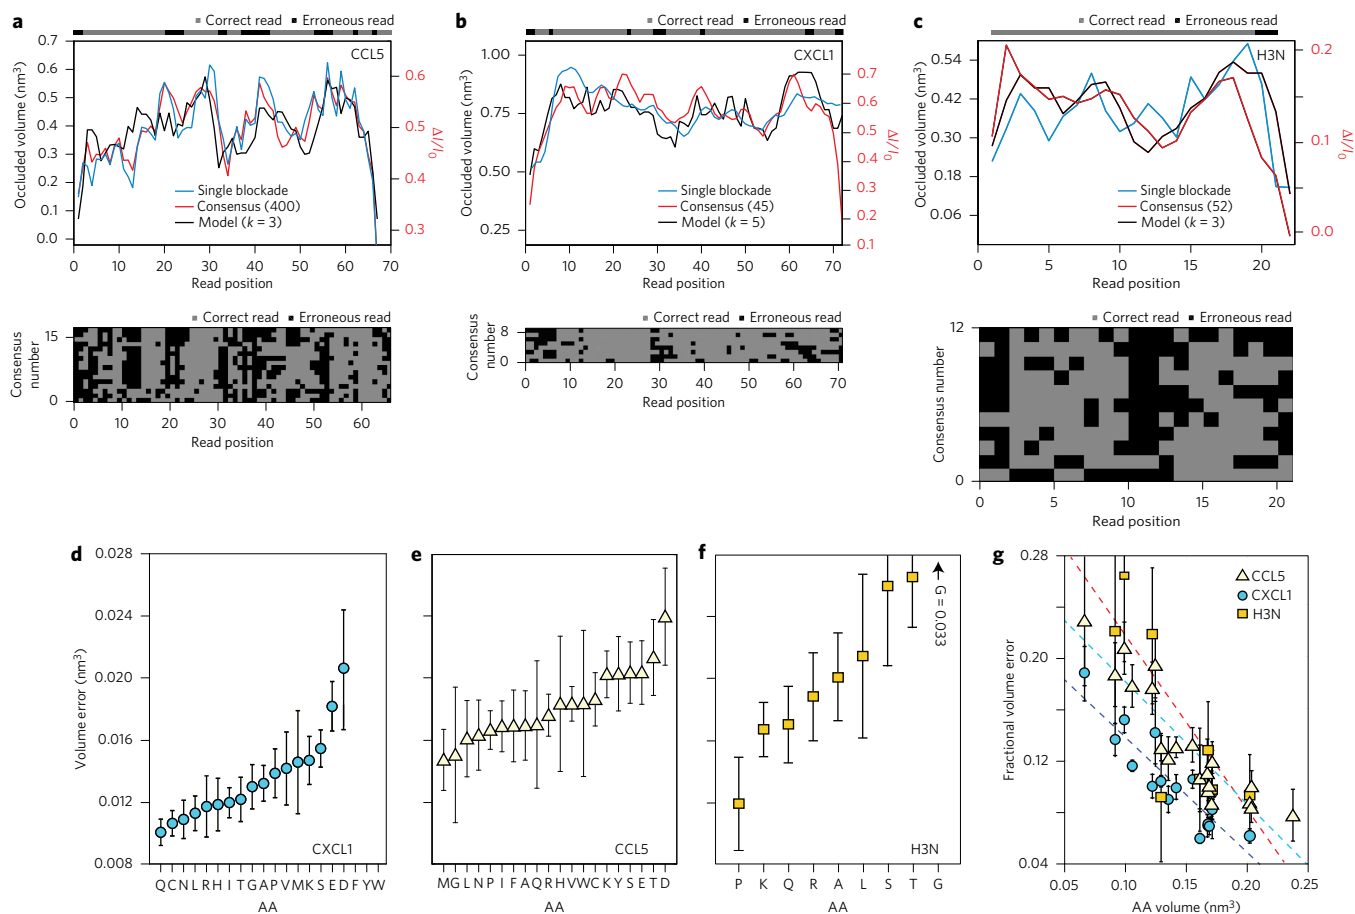 a
Correct read Erroneous read
CCL5
Occluded volume (nm³)
0.7
0.6
0.5
0.4
0.3
0.2
0.1
0.0
0.6
0.5
0.4
0.3
ΔI/I₀
Single blockade
Consensus (400)
Model (k = 3)
0 10 20 30 40 50 60 70
Read position
Correct read Erroneous read
Consensus number
15
0
0 10 20 30 40 50 60
Read position
b
Correct read Erroneous read
CXCL1
Occluded volume (nm³)
1.00
0.75
0.50
0.25
0.7
0.6
0.5
0.4
0.3
0.2
0.1
ΔI/I₀
Single blockade
Consensus (45)
Model (k = 5)
0 10 20 30 40 50 60 70
Read position
Correct read Erroneous read
Consensus number
8
0
0 10 20 30 40 50 60 70
Read position
c
Correct read Erroneous read
H3N
Occluded volume (nm³)
0.54
0.42
0.30
0.18
0.06
0.2
0.1
0.0
ΔI/I₀
Single blockade
Consensus (52)
Model (k = 3)
0 5 10 15 20
Read position
Correct read Erroneous read
Consensus number
12
6
0
0 5 10 15 20
Read position
d
Volume error (nm³)
0.028
0.024
0.020
0.016
0.012
0.008
CXCL1
Q C N L R H I T G A P V M K S E D F Y W
AA
e
CCL5
M G L N P I F A Q R H V W C K Y S E T D
AA
f
G = 0.033
H3N
P K Q R A L S T G
AA
g
Fractional volume error
0.28
0.20
0.12
0.04
CCL5
CXCL1
H3N
0.05 0.10 0.15 0.20 0.25
AA volume (nm³)